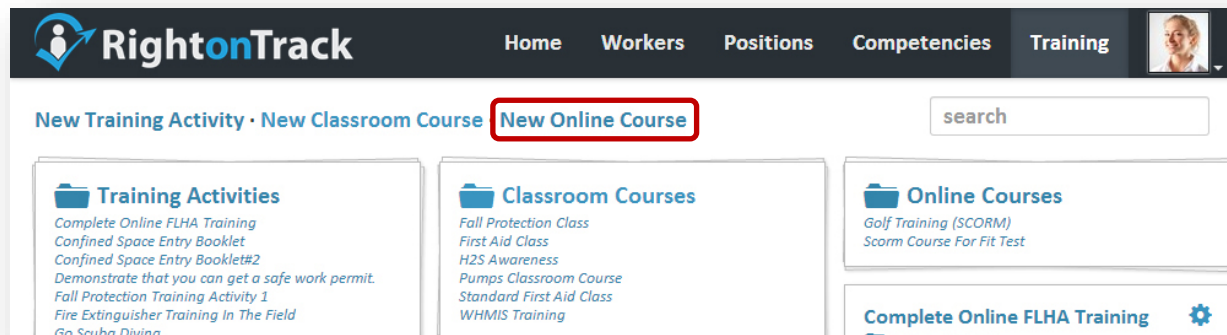 RightonTrack
Home Workers Positions Competencies Training
New Training Activity · New Classroom Course · New Online Course
search
Training Activities
Complete Online FLHA Training
Confined Space Entry Booklet
Confined Space Entry Booklet#2
Demonstrate that you can get a safe work permit.
Fall Protection Training Activity 1
Fire Extinguisher Training In The Field
Go Scuba Diving
Classroom Courses
Fall Protection Class
First Aid Class
H2S Awareness
Pumps Classroom Course
Standard First Aid Class
WHMIS Training
Online Courses
Golf Training (SCORM)
Scorm Course For Fit Test
Complete Online FLHA Training